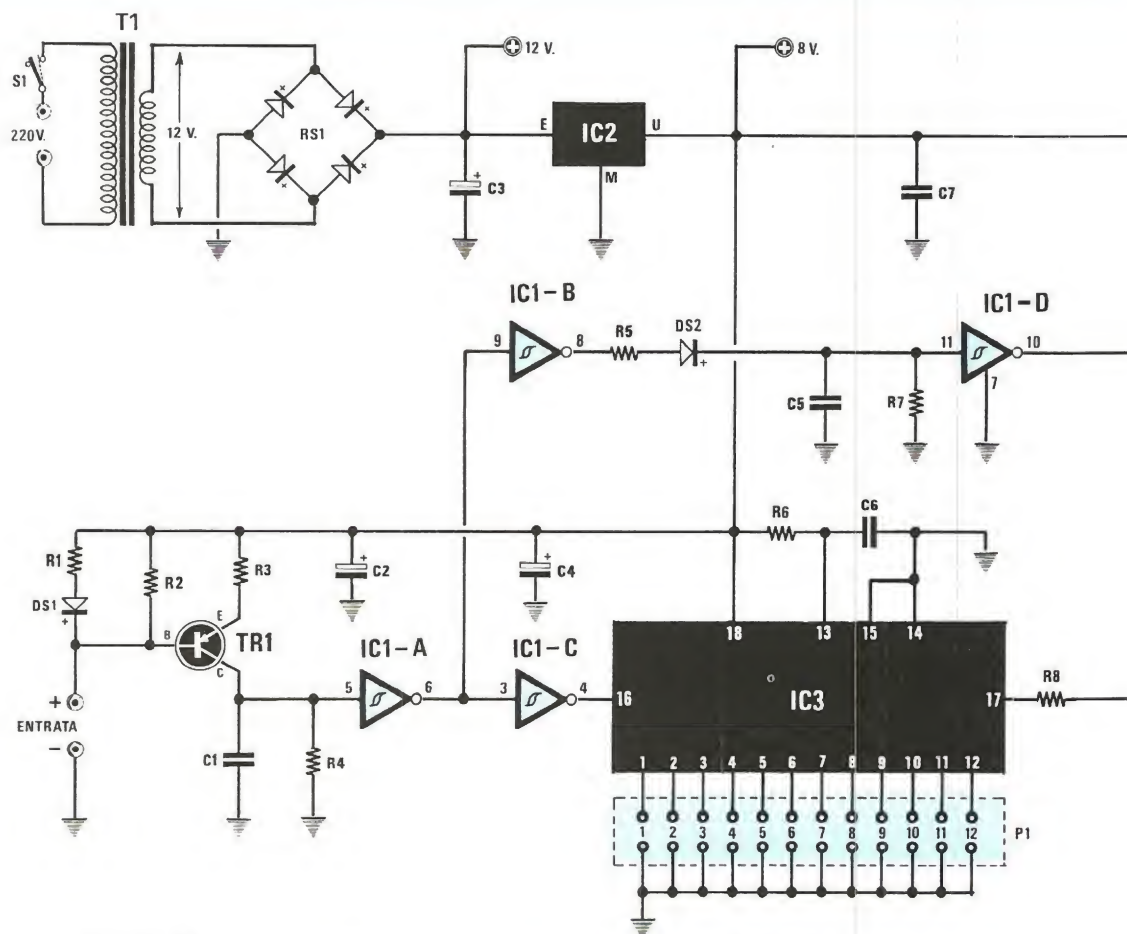 T1
S1
220V.
12 V.
RS1
12 V.
E
IC2
U
M
8 V.
C3
C7
IC1-B
9
8
R5
DS2
+
C5
R7
IC1-D
11
10
7
R1
DS1
+
R2
R3
B
E
C
TR1
C2
+
C4
+
R6
C6
+
ENTRATA
-
C1
R4
IC1-A
5
6
IC1-C
3
4
18
13
15
14
16
IC3
17
R8
1 2 3 4 5 6 7 8 9 10 11 12
1 2 3 4 5 6 7 8 9 10 11 12
P1